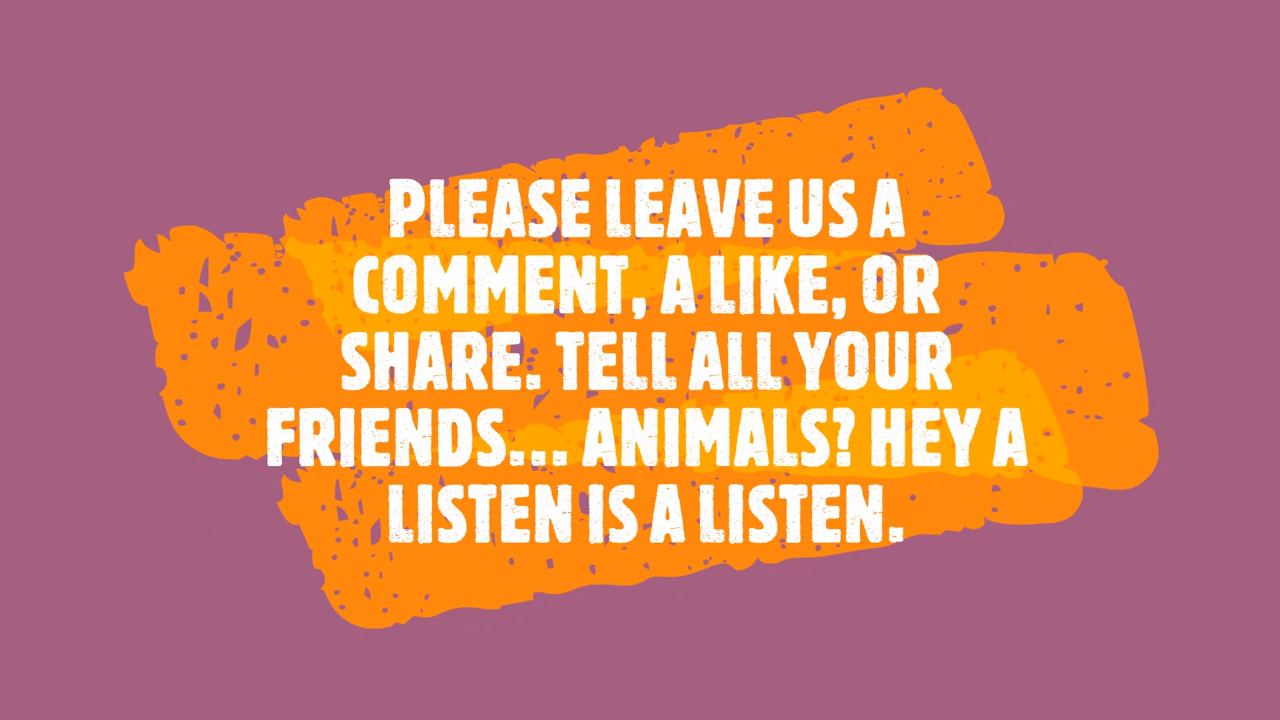 PLEASE LEAVE US A
COMMENT, A LIKE, OR
SHARE. TELL ALL YOUR
FRIENDS... ANIMALS? HEY A
LISTEN IS A LISTEN.